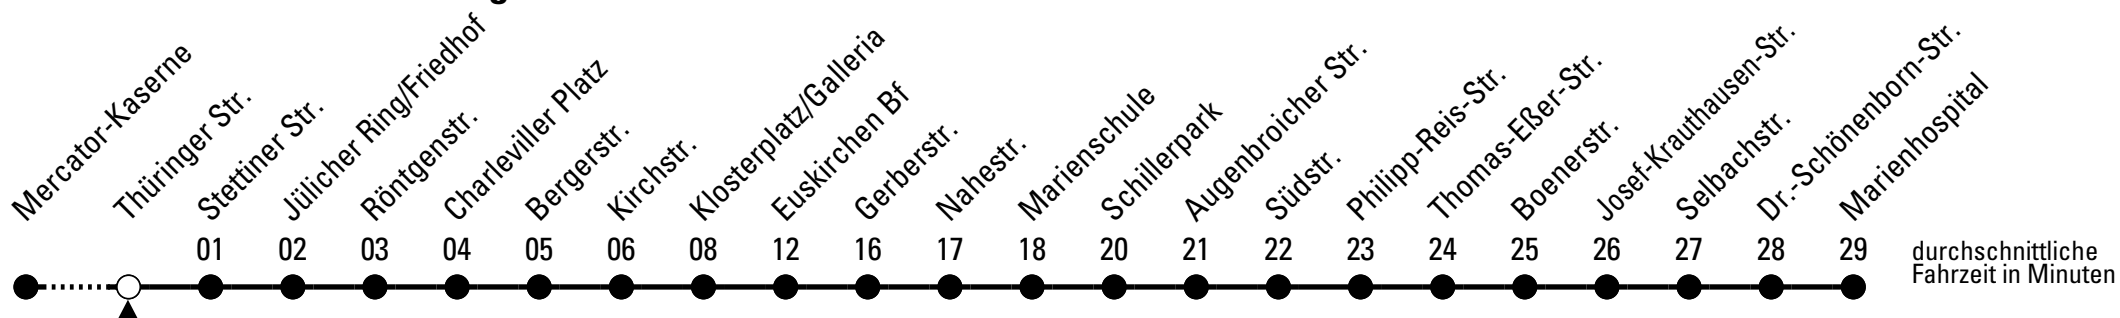 Mercator-Kaserne
Thüringer Str.
Stettiner Str.
Jülicher Ring/Friedhof
Röntgenstr.
Charleviller Platz
Bergerstr.
Kirchstr.
Klosterplatz/Galleria
Euskirchen Bf
Gerberstr.
Nahestr.
Marienschule
Schillerpark
Augenbroicher Str.
Südstr.
Philipp-Reis-Str.
Thomas-Eßer-Str.
Boenerstr.
Josef-Krauthausen-Str.
Selbachstr.
Dr.-Schönenborn-Str.
Marienhospital
01 02 03 04 05 06 08 12 16 17 18 20 21 22 23 24 25 26 27 28 29
durchschnittliche
Fahrzeit in Minuten